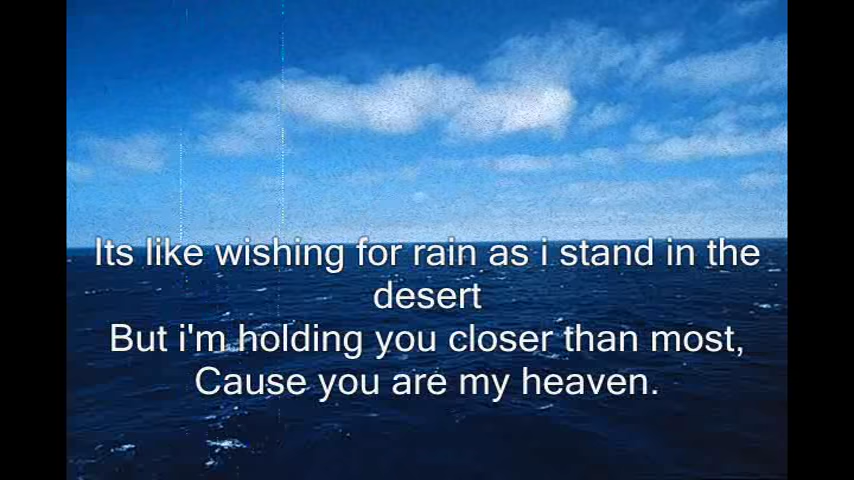 Its like wishing for rain as i stand in the
desert
But i'm holding you closer than most,
Cause you are my heaven.